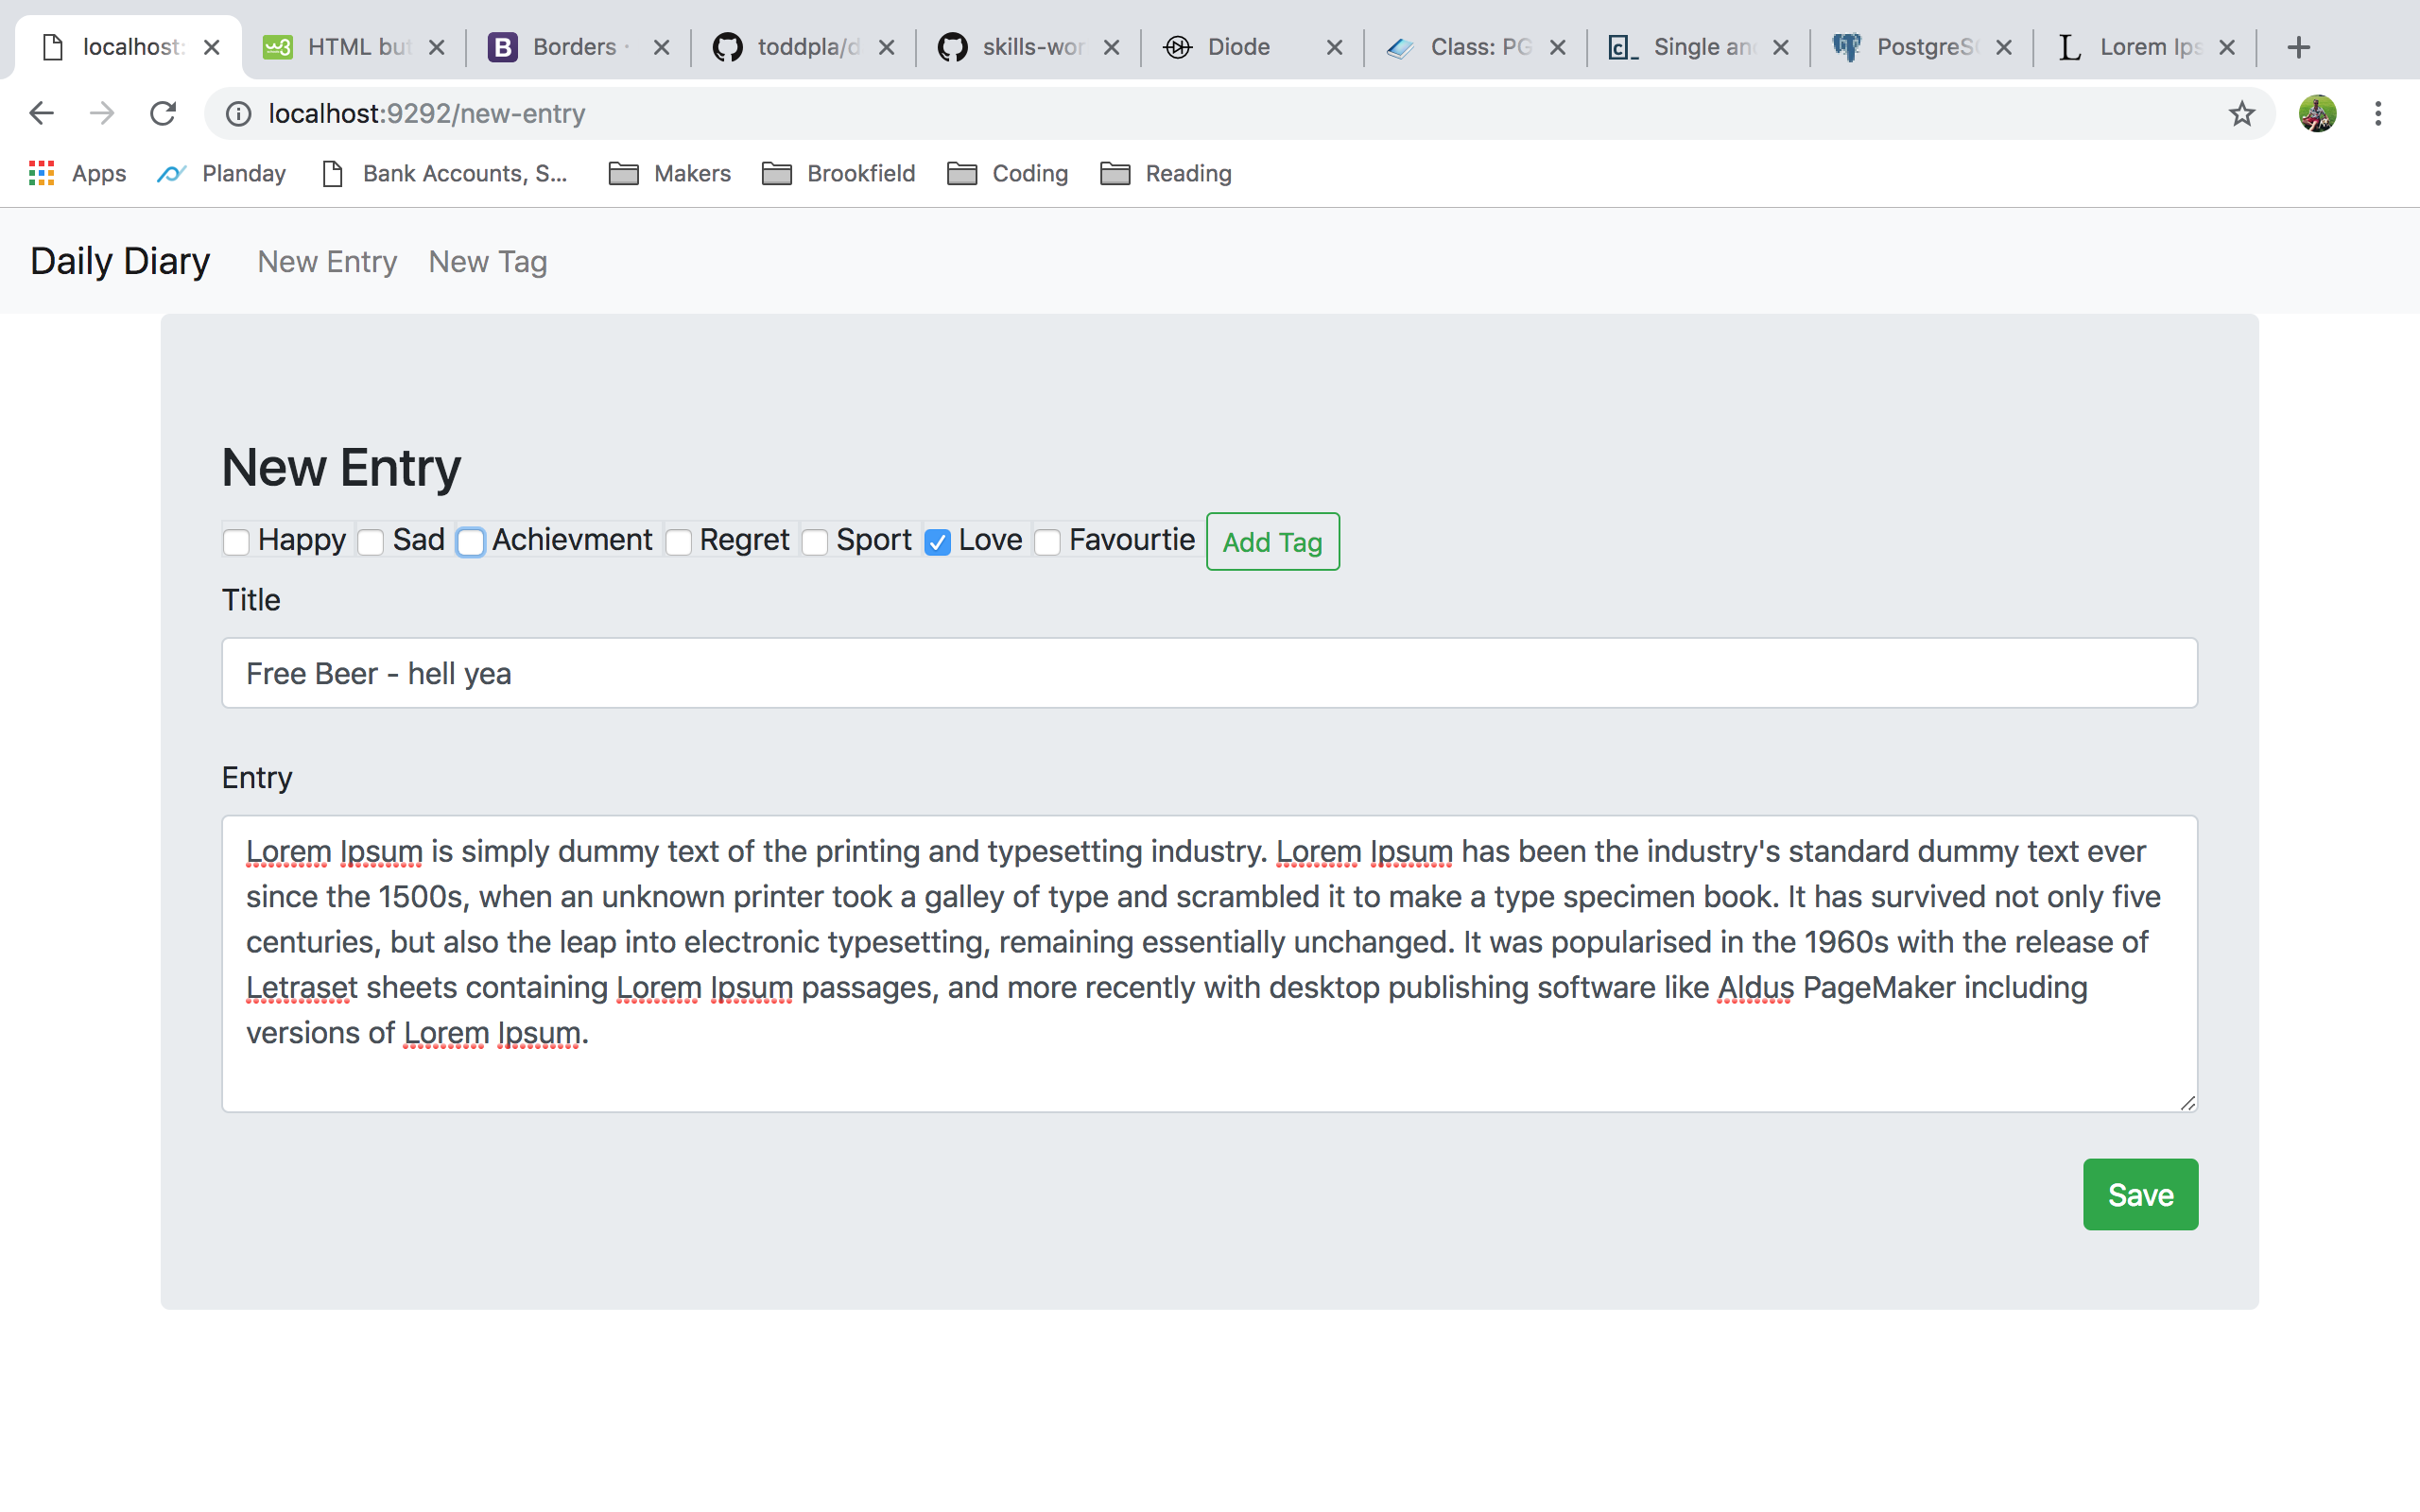 localhost: HTML but Borders · toddpla/d skills-wor Diode Class: PG Single an PostgreS Lorem Ips
localhost:9292/new-entry
Apps Planday Bank Accounts, S... Makers Brookfield Coding Reading
Daily Diary New Entry New Tag
New Entry
Happy Sad Achievment Regret Sport Love Favourtie Add Tag
Title
Free Beer - hell yea
Entry
Lorem Ipsum is simply dummy text of the printing and typesetting industry. Lorem Ipsum has been the industry's standard dummy text ever
since the 1500s, when an unknown printer took a galley of type and scrambled it to make a type specimen book. It has survived not only five
centuries, but also the leap into electronic typesetting, remaining essentially unchanged. It was popularised in the 1960s with the release of
Letraset sheets containing Lorem Ipsum passages, and more recently with desktop publishing software like Aldus PageMaker including
versions of Lorem Ipsum.
Save